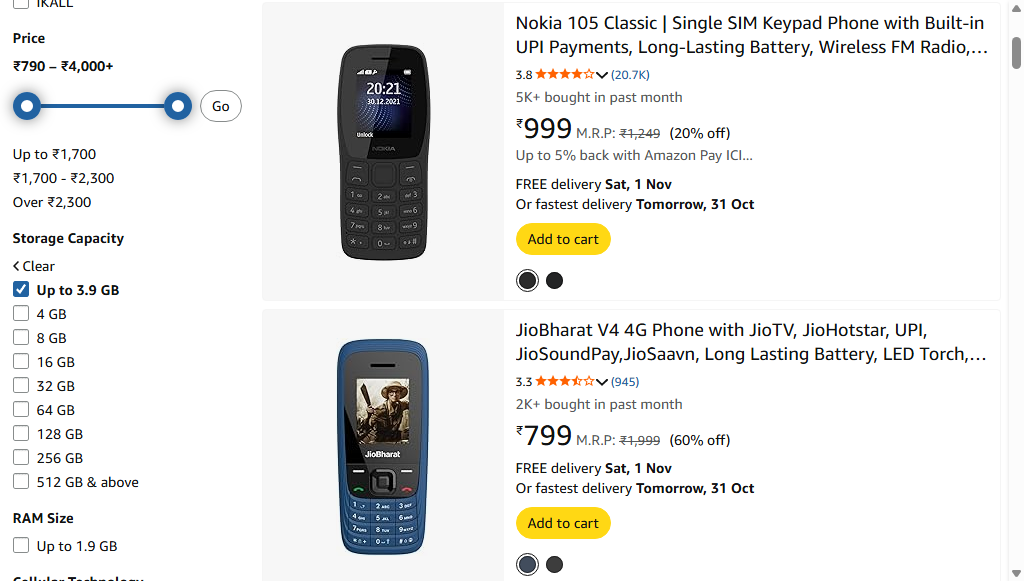 IKALL
Price
₹790 – ₹4,000+
Go
Up to ₹1,700
₹1,700 - ₹2,300
Over ₹2,300
Storage Capacity
Clear
Up to 3.9 GB
4 GB
8 GB
16 GB
32 GB
64 GB
128 GB
256 GB
512 GB & above
RAM Size
Up to 1.9 GB
Cellular Technology
20:21
30.12.2021
Unlock
NOKIA
Nokia 105 Classic | Single SIM Keypad Phone with Built-in
UPI Payments, Long-Lasting Battery, Wireless FM Radio,...
3.8 (20.7K)
5K+ bought in past month
₹999 M.R.P: ₹1,249 (20% off)
Up to 5% back with Amazon Pay ICI...
FREE delivery Sat, 1 Nov
Or fastest delivery Tomorrow, 31 Oct
Add to cart
JioBharat
JioBharat V4 4G Phone with JioTV, JioHotstar, UPI,
JioSoundPay,JioSaavn, Long Lasting Battery, LED Torch,...
3.3 (945)
2K+ bought in past month
₹799 M.R.P: ₹1,999 (60% off)
FREE delivery Sat, 1 Nov
Or fastest delivery Tomorrow, 31 Oct
Add to cart